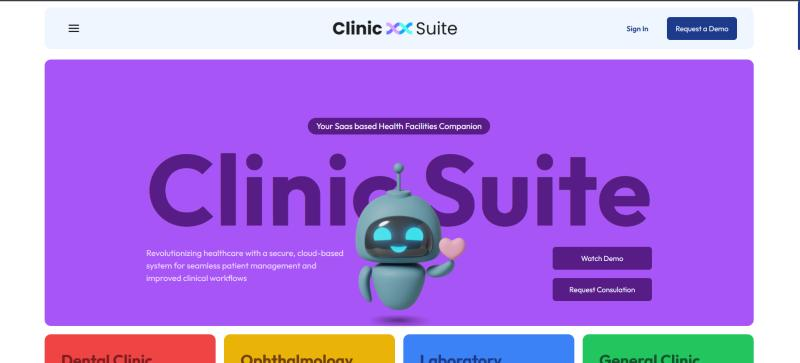 Clinic Suite
Sign In
Request a Demo
Your Saas based Health Facilities Companion
Clinic Suite
Revolutionizing healthcare with a secure, cloud-based
system for seamless patient management and
improved clinical workflows
Watch Demo
Request Consulation
Dental Clinic
Ophthalmology
Laboratory
General Clinic